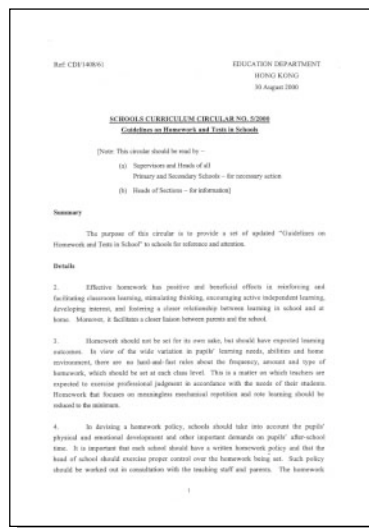 Ref: CDI/1408/61
EDUCATION DEPARTMENT
HONG KONG
30 August 2000
SCHOOLS CURRICULUM CIRCULAR NO. 5/2000
Guidelines on Homework and Tests in Schools
[Note: This circular should be read by –
(a) Supervisors and Heads of all
Primary and Secondary Schools – for necessary action
(b) Heads of Sections – for information]
Summary
The purpose of this circular is to provide a set of updated "Guidelines on
Homework and Tests in School" to schools for reference and attention.
Details
2. Effective homework has positive and beneficial effects in reinforcing and
facilitating classroom learning, stimulating thinking, encouraging active independent learning,
developing interest, and fostering a closer relationship between learning in school and at
home. Moreover, it facilitates a closer liaison between parents and the school.
3. Homework should not be set for its own sake, but should have expected learning
outcomes. In view of the wide variation in pupils' learning needs, abilities and home
environment, there are no hard-and-fast rules about the frequency, amount and type of
homework, which should be set at each class level. This is a matter on which teachers are
expected to exercise professional judgment in accordance with the needs of their students.
Homework that focuses on meaningless mechanical repetition and rote learning should be
reduced to the minimum.
4. In devising a homework policy, schools should take into account the pupils'
physical and emotional development and other important demands on pupils' after-school
time. It is important that each school should have a written homework policy and that the
head of school should exercise proper control over the homework being set. Such policy
should be worked out in consultation with the teaching staff and parents. The homework
1